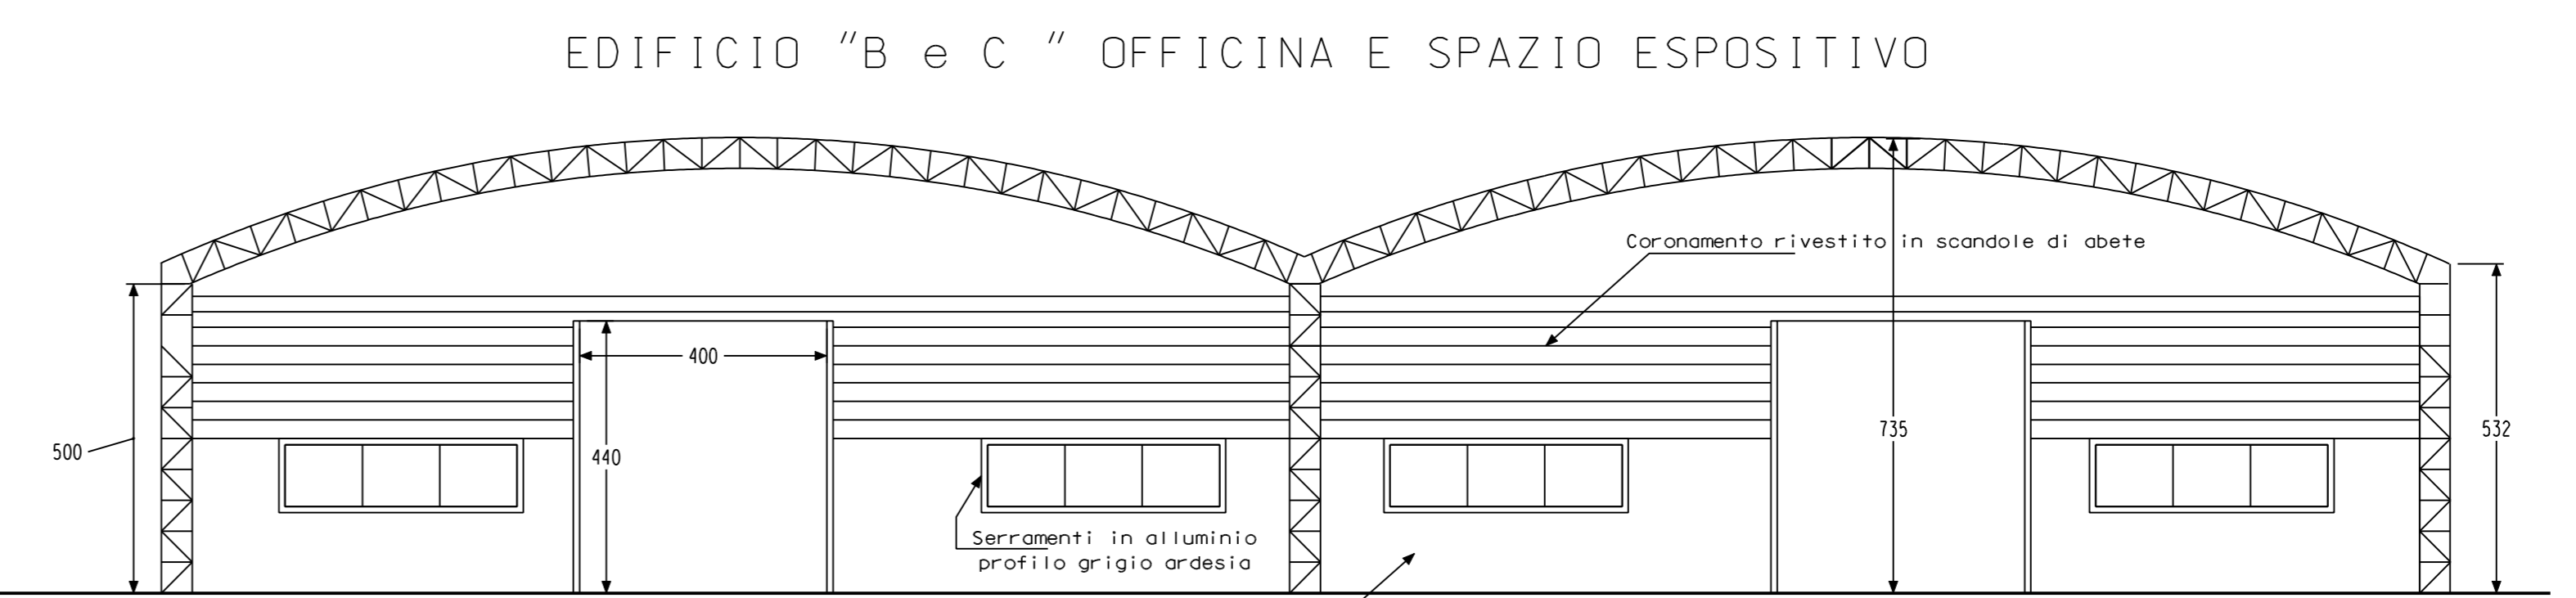 EDIFICIO "B e C " OFFICINA E SPAZIO ESPOSITIVO
Coronamento rivestito in scandole di abete
400
735
532
500
440
Serramenti in alluminio
profilo grigio ardesia